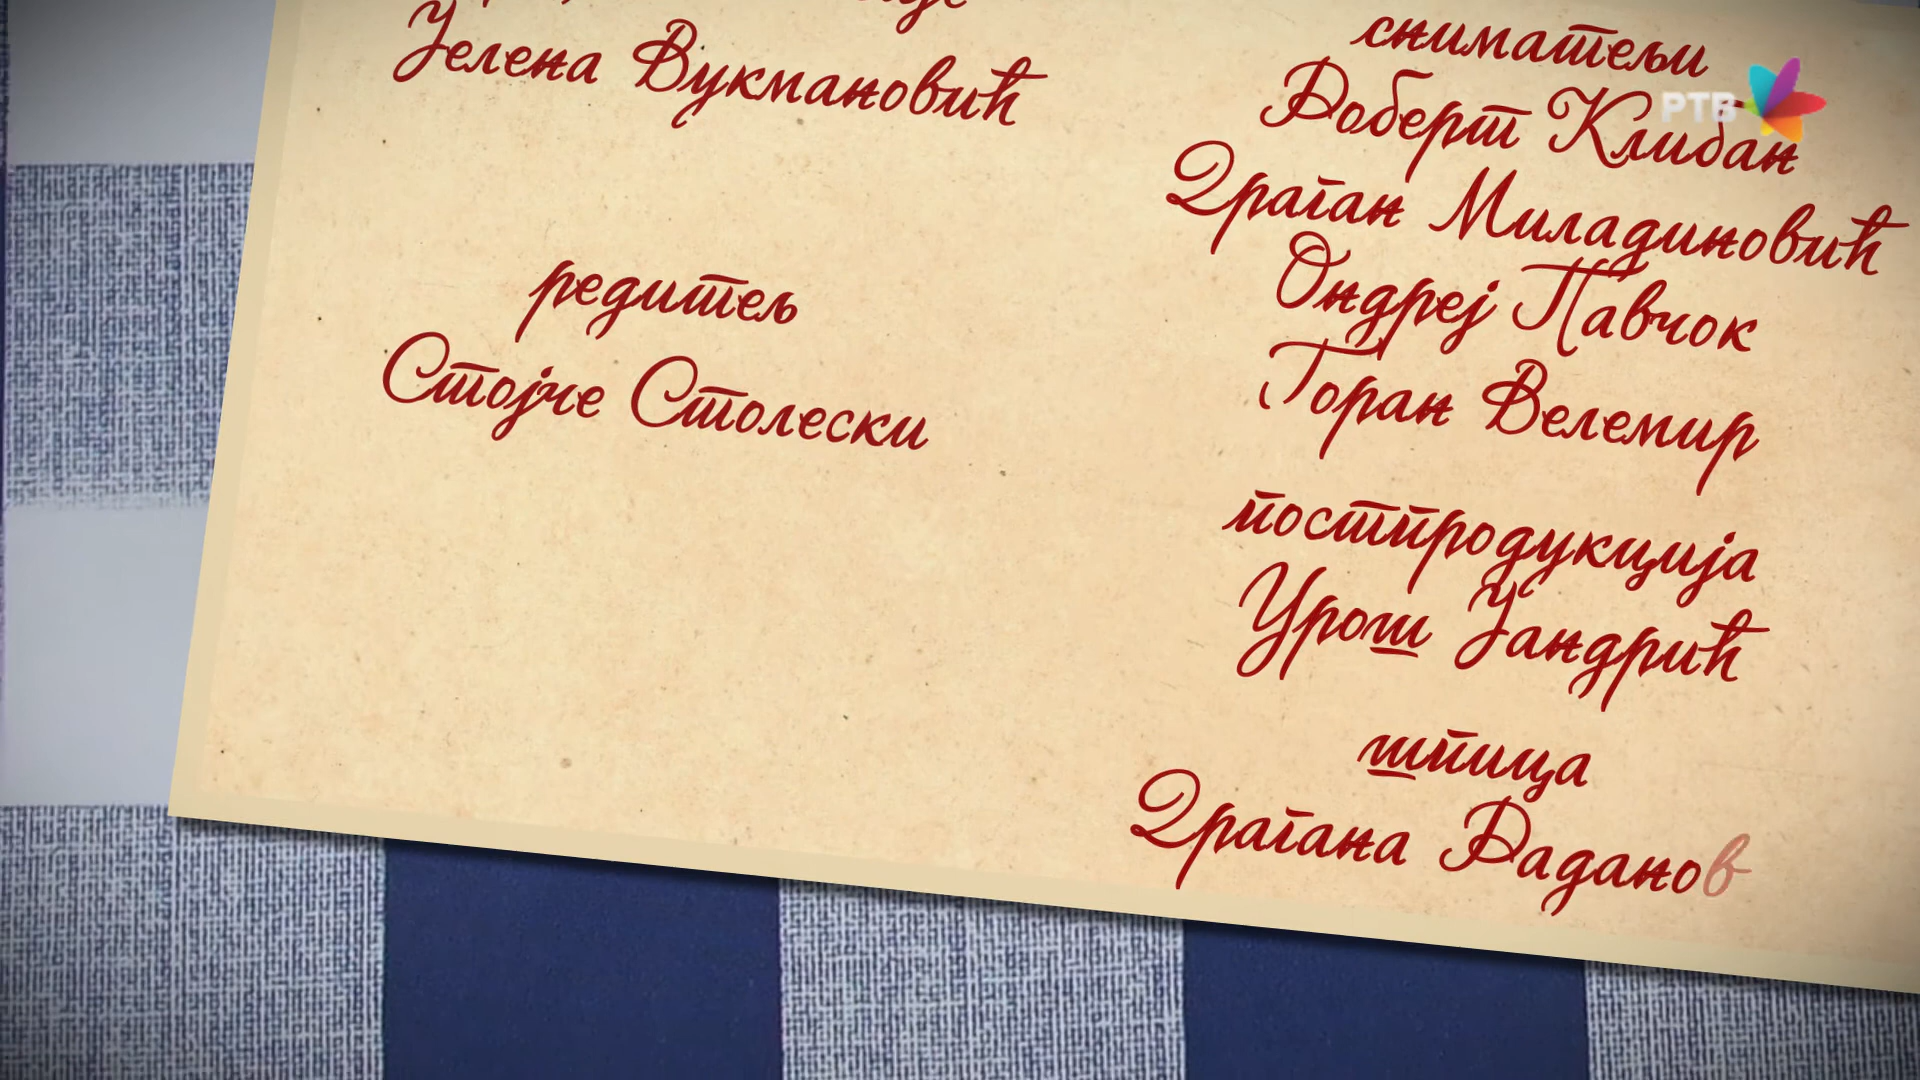 Јелена Вукмановић
редитељ
Стојче Столески
сниматељи
Роберт Клибан
Драган Миладиновић
Ондреј Павчок
Горан Велемир
постпродукција
Урош Јандрић
шпица
Драгана Раданов
РТВ